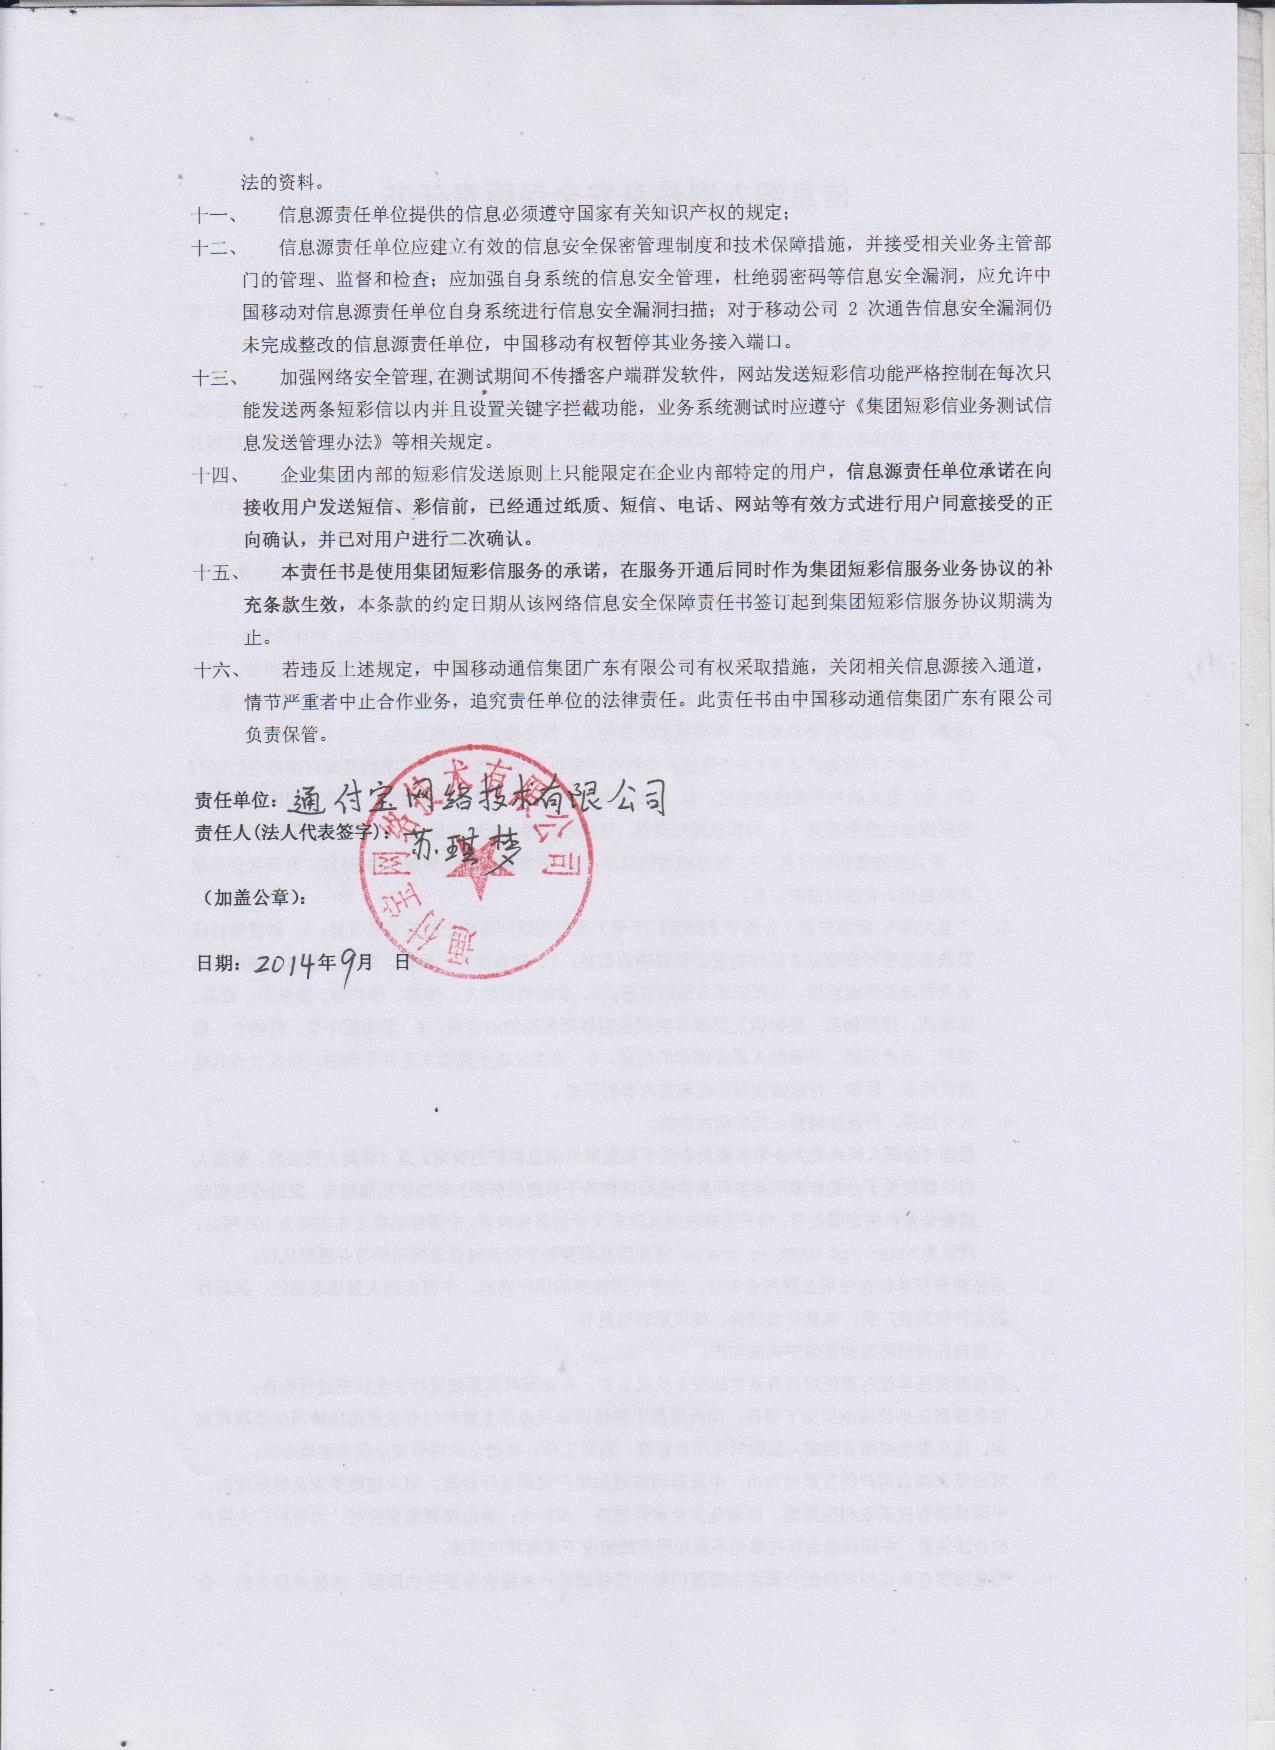 法的资料。
十一、 信息源责任单位提供的信息必须遵守国家有关知识产权的规定；
十二、 信息源责任单位应建立有效的信息安全保密管理制度和技术保障措施，并接受相关业务主管部
门的管理、监督和检查；应加强自身系统的信息安全管理，杜绝弱密码等信息安全漏洞，应允许中
国移动对信息源责任单位自身系统进行信息安全漏洞扫描；对于移动公司 2 次通告信息安全漏洞仍
未完成整改的信息源责任单位，中国移动有权暂停其业务接入端口。
十三、 加强网络安全管理,在测试期间不传播客户端群发软件，网站发送短彩信功能严格控制在每次只
能发送两条短彩信以内并且设置关键字拦截功能，业务系统测试时应遵守《集团短彩信业务测试信
息发送管理办法》等相关规定。
十四、 企业集团内部的短彩信发送原则上只能限定在企业内部特定的用户，信息源责任单位承诺在向
接收用户发送短信、彩信前，已经通过纸质、短信、电话、网站等有效方式进行用户同意接受的正
向确认，并已对用户进行二次确认。
十五、 本责任书是使用集团短彩信服务的承诺，在服务开通后同时作为集团短彩信服务业务协议的补
充条款生效，本条款的约定日期从该网络信息安全保障责任书签订起到集团短彩信服务协议期满为
止。
十六、 若违反上述规定，中国移动通信集团广东有限公司有权采取措施，关闭相关信息源接入通道，
情节严重者中止合作业务，追究责任单位的法律责任。此责任书由中国移动通信集团广东有限公司
负责保管。
责任单位：通付宝网络技术有限公司
责任人(法人代表签字)：苏琪梦
（加盖公章）：
通付宝网络技术有限公司
日期：2014年9月 日